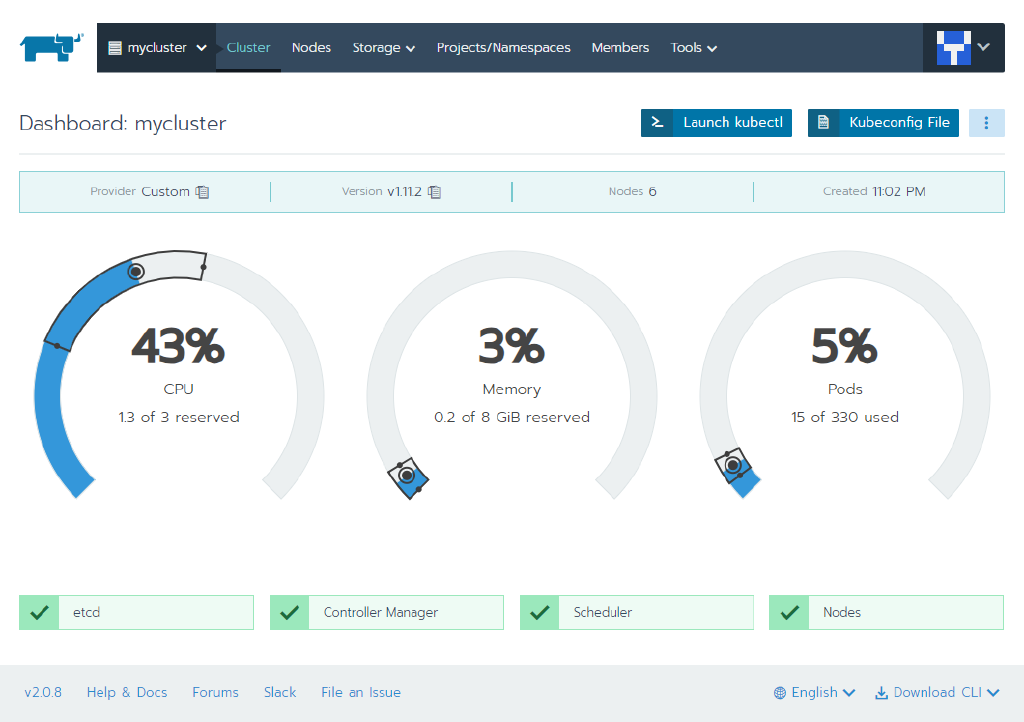 mycluster Cluster Nodes Storage Projects/Namespaces Members Tools
Dashboard: mycluster
Launch kubectl
Kubeconfig File
Provider Custom
Version v1.11.2
Nodes 6
Created 11:02 PM
43%
CPU
1.3 of 3 reserved
3%
Memory
0.2 of 8 GiB reserved
5%
Pods
15 of 330 used
etcd
Controller Manager
Scheduler
Nodes
v2.0.8 Help & Docs Forums Slack File an Issue English Download CLI